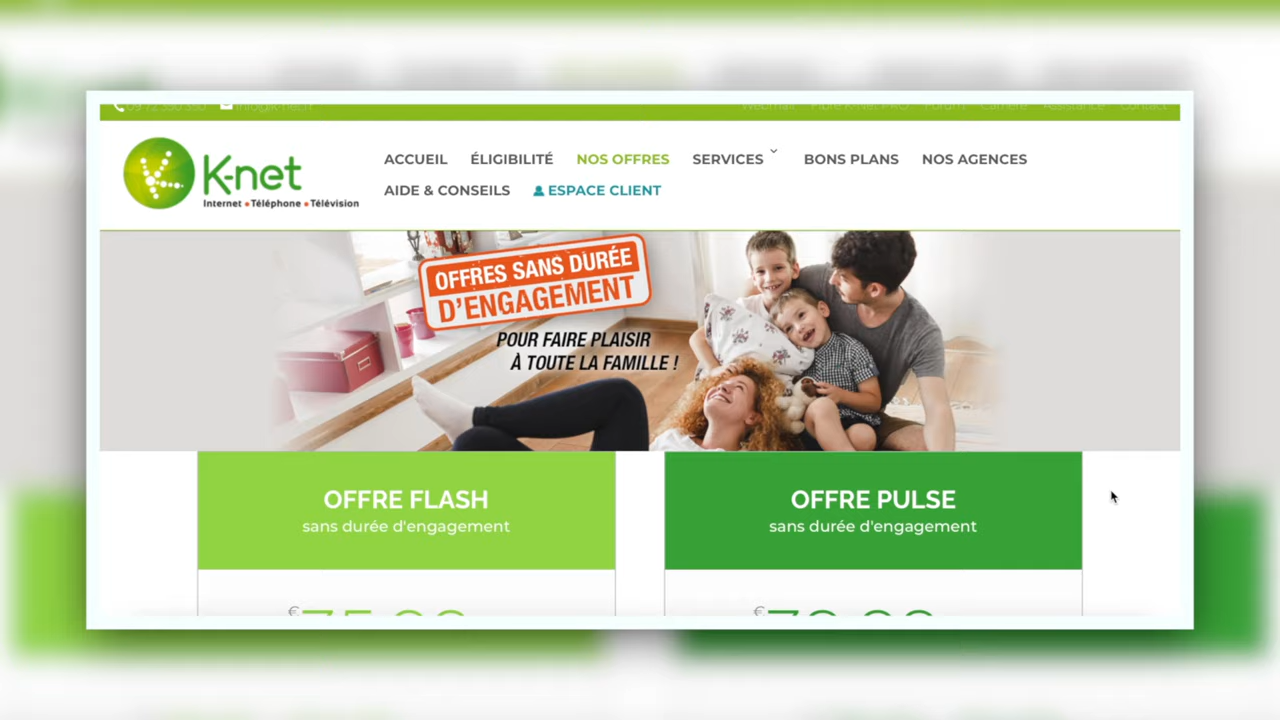 K-net
Internet • Téléphone • Télévision
ACCUEIL ÉLIGIBILITÉ NOS OFFRES SERVICES BONS PLANS NOS AGENCES
AIDE & CONSEILS ESPACE CLIENT
OFFRES SANS DURÉE
D'ENGAGEMENT
POUR FAIRE PLAISIR
À TOUTE LA FAMILLE !
OFFRE FLASH
sans durée d'engagement
OFFRE PULSE
sans durée d'engagement
€
€